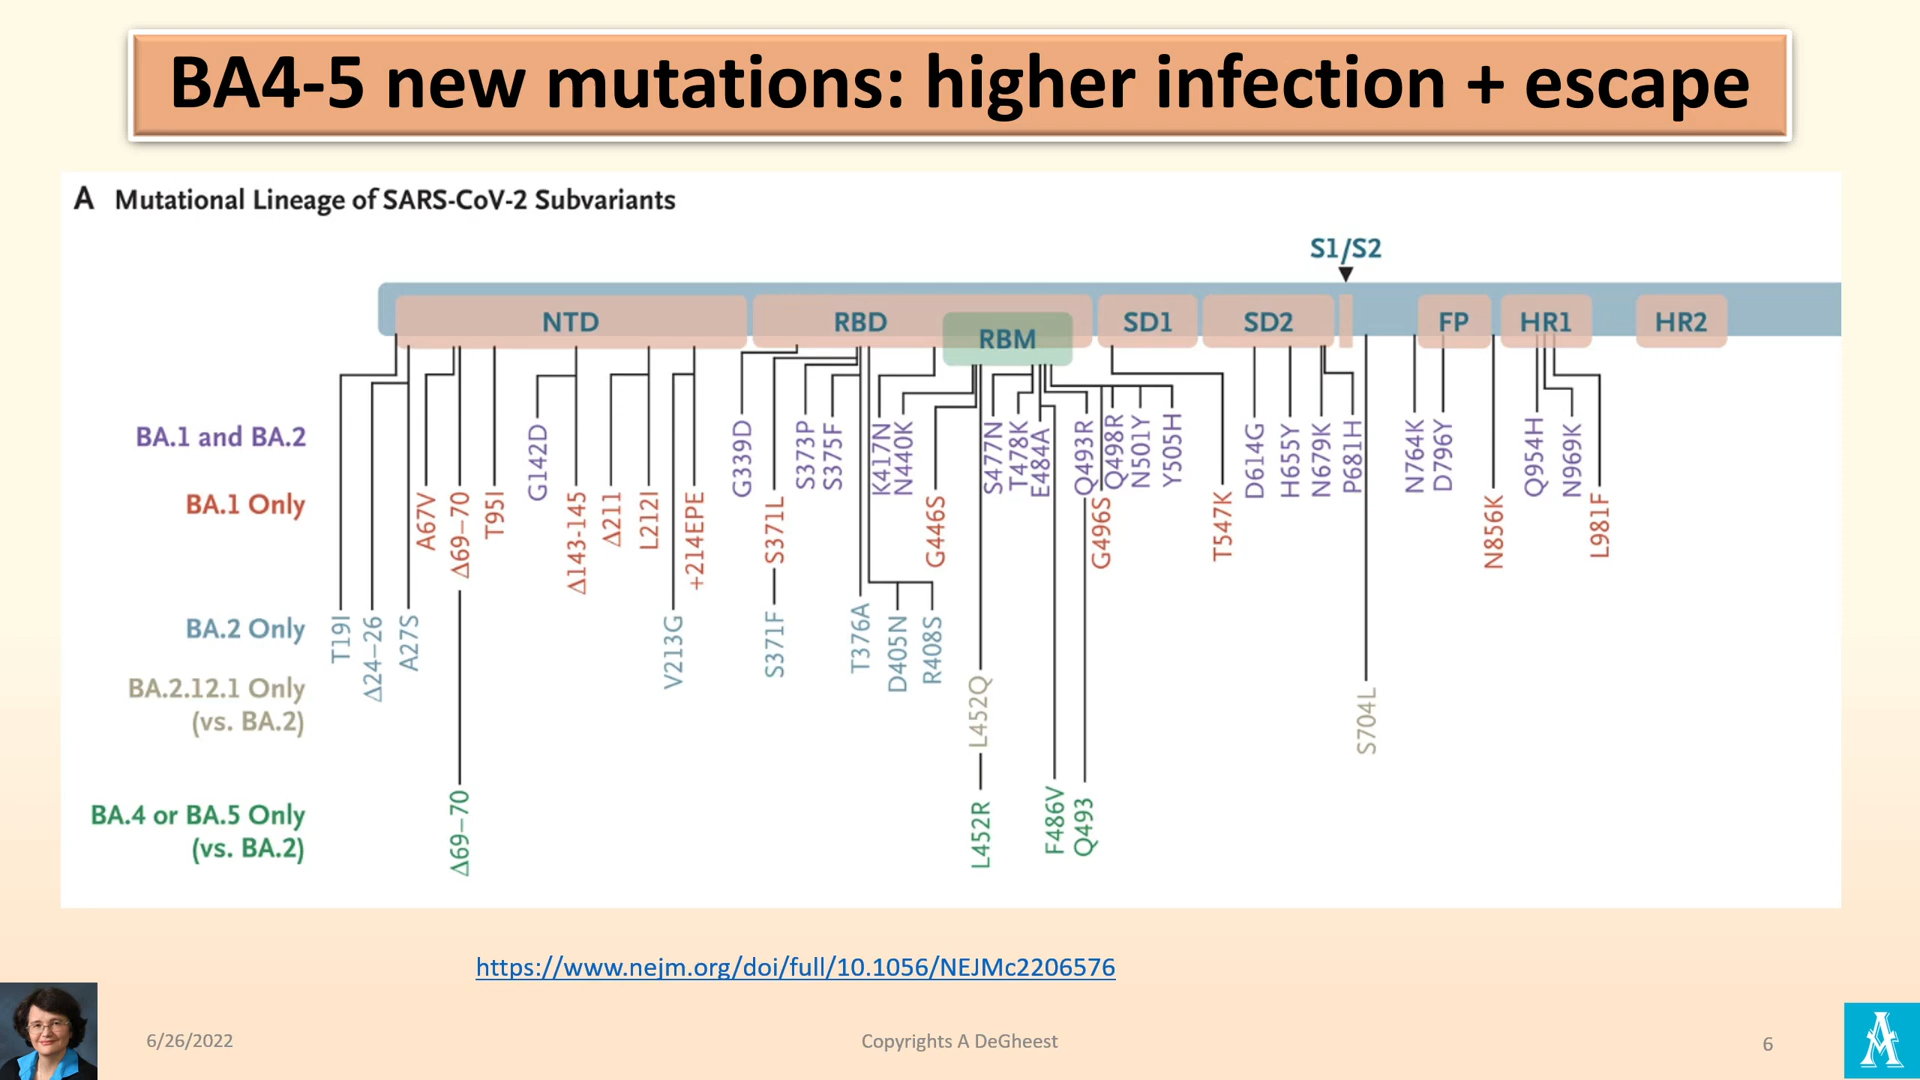 BA4-5 new mutations: higher infection + escape
A Mutational Lineage of SARS-CoV-2 Subvariants
S1/S2
NTD RBD RBM SD1 SD2 FP HR1 HR2
BA.1 and BA.2
G142D G339D S373P S375F K417N N440K S477N T478K E484A Q493R Q498R N501Y Y505H D614G H655Y N679K P681H N764K D796Y Q954H N969K
BA.1 Only
A67V Δ69–70 T95I Δ143-145 Δ211 L212I +214EPE S371L G446S G496S T547K N856K L981F
BA.2 Only
T19I Δ24–26 A27S V213G S371F T376A D405N R408S
BA.2.12.1 Only
(vs. BA.2)
L452Q S704L
BA.4 or BA.5 Only
(vs. BA.2)
Δ69–70 L452R F486V Q493
https://www.nejm.org/doi/full/10.1056/NEJMc2206576
6/26/2022
Copyrights A DeGheest
6